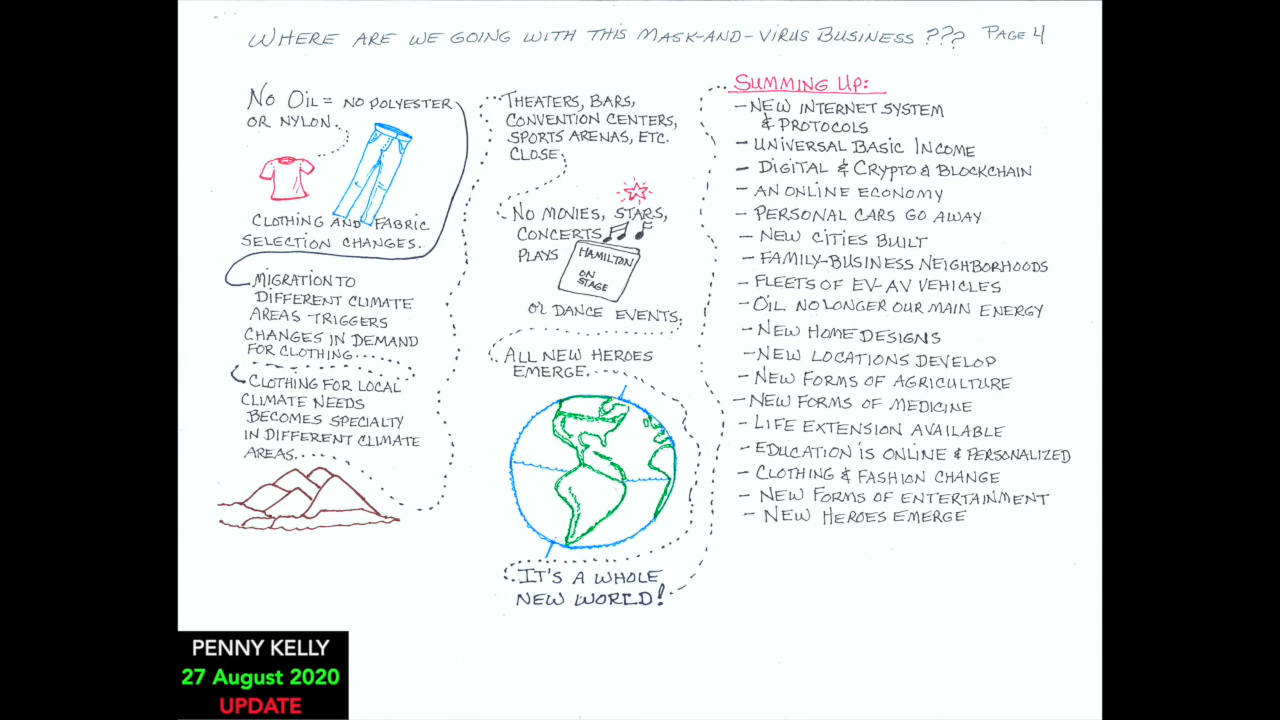 WHERE ARE WE GOING WITH THIS MASK-AND-VIRUS BUSINESS??? PAGE 4
NO OIL = NO POLYESTER
OR NYLON.
CLOTHING AND FABRIC
SELECTION CHANGES..
MIGRATION TO
DIFFERENT CLIMATE
AREAS TRIGGERS
CHANGES IN DEMAND
FOR CLOTHING
CLOTHING FOR LOCAL
CLIMATE NEEDS
BECOMES SPECIALTY
IN DIFFERENT CLIMATE
AREAS.
THEATERS, BARS,
CONVENTION CENTERS,
SPORTS ARENAS, ETC.
CLOSE
NO MOVIES, STARS,
CONCERTS
PLAYS
HAMILTON
ON
STAGE
OR DANCE EVENTS.
ALL NEW HEROES
EMERGE.
IT'S A WHOLE
NEW WORLD!
SUMMING UP:
- NEW INTERNET SYSTEM
& PROTOCOLS
- UNIVERSAL BASIC INCOME
- DIGITAL & CRYPTO & BLOCKCHAIN
- AN ONLINE ECONOMY
- PERSONAL CARS GO AWAY
- NEW CITIES BUILT
- FAMILY-BUSINESS NEIGHBORHOODS
- FLEETS OF EV-AV VEHICLES
- OIL NO LONGER OUR MAIN ENERGY
- NEW HOME DESIGNS
- NEW LOCATIONS DEVELOP
- NEW FORMS OF AGRICULTURE
- NEW FORMS OF MEDICINE
- LIFE EXTENSION AVAILABLE
- EDUCATION IS ONLINE & PERSONALIZED
- CLOTHING & FASHION CHANGE
- NEW FORMS OF ENTERTAINMENT
- NEW HEROES EMERGE
PENNY KELLY
27 August 2020
UPDATE